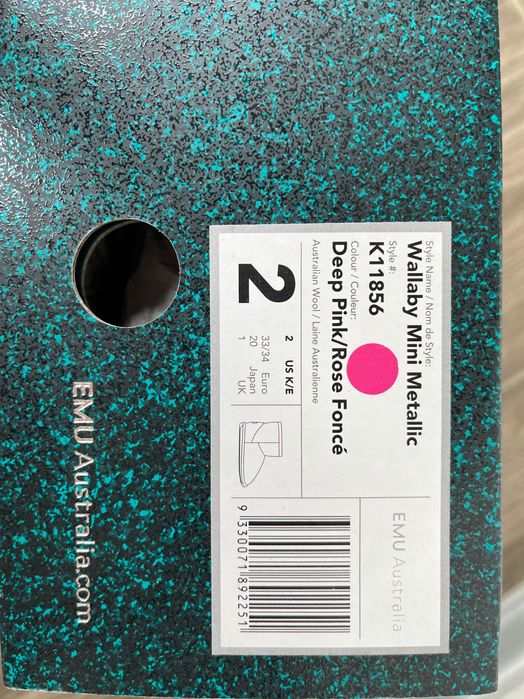 Style Name / Nom de Style:
Wallaby Mini Metallic
Style #:
K11856
Colour / Couleur:
Deep Pink/Rose Foncé
Australian Wool / Laine Australienne
2
2 US K/E
33/34 Euro
20 Japan
1 UK
EMU Australia
9 330071 892251
EMU Australia.com